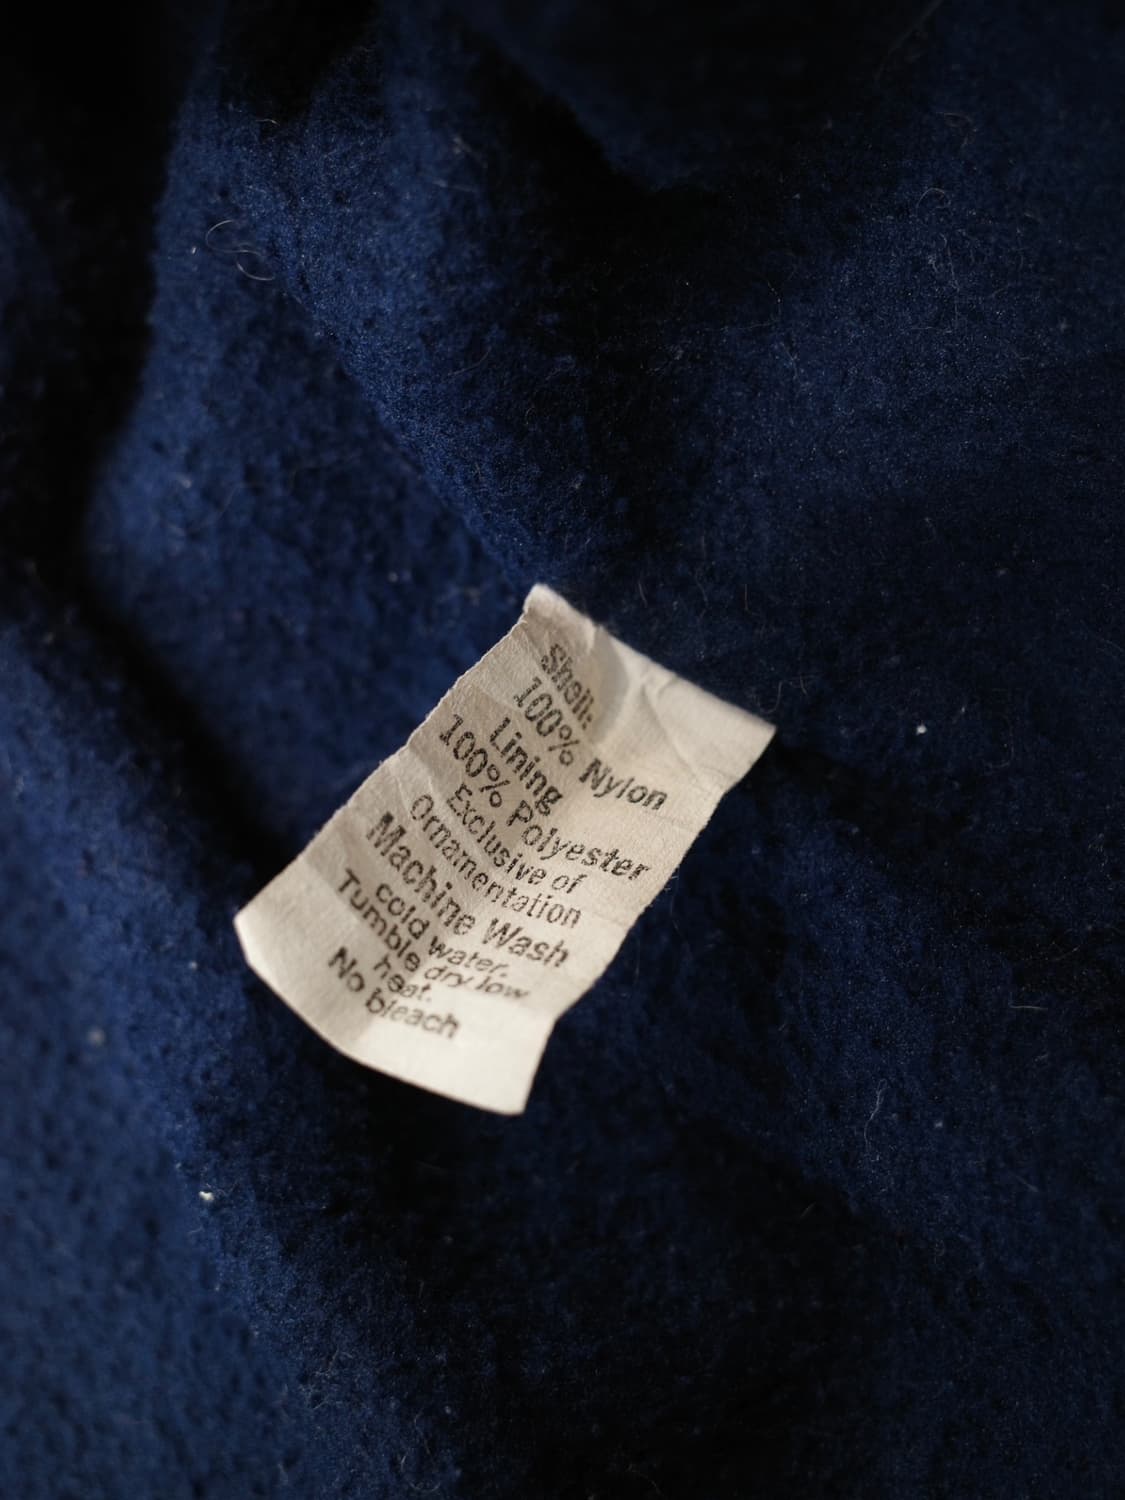 Shell:
100% Nylon
Lining
100% Polyester
Exclusive of
Ornamentation
Machine Wash
cold water.
Tumble dry low
heat.
No bleach